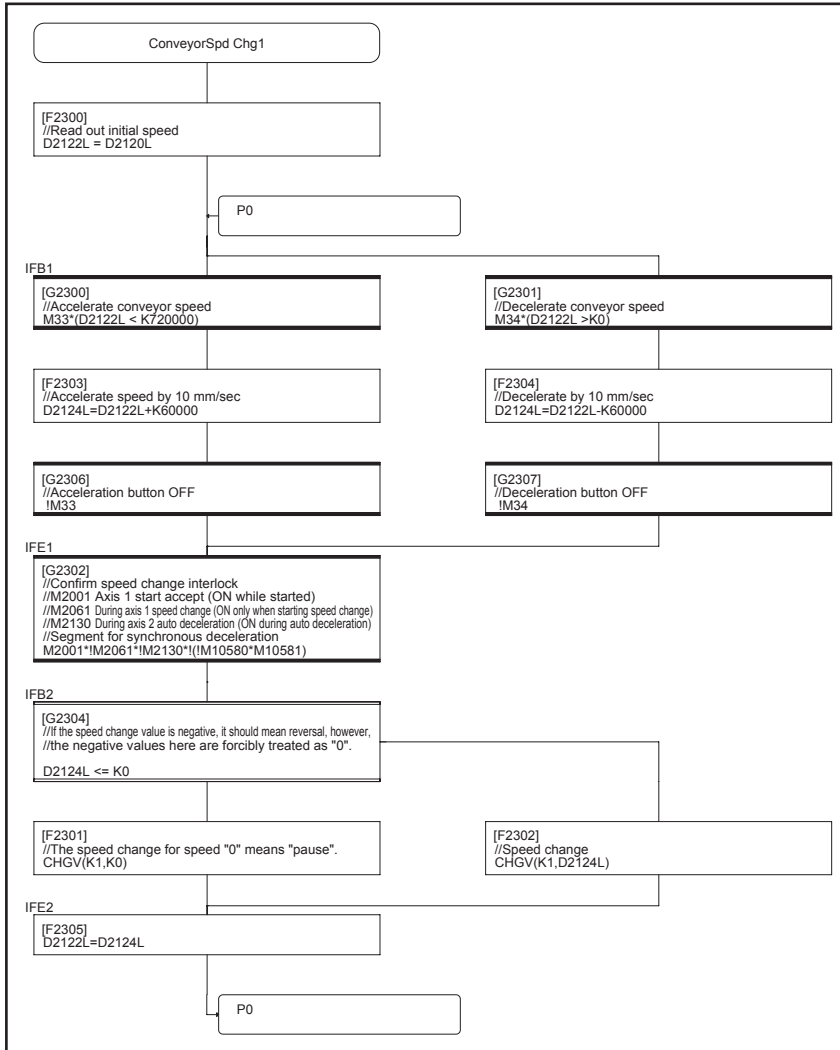 ConveyorSpd Chg1
[F2300]
//Read out initial speed
D2122L = D2120L
P0
IFB1
[G2300]
//Accelerate conveyor speed
M33*(D2122L < K720000)
[G2301]
//Decelerate conveyor speed
M34*(D2122L >K0)
[F2303]
//Accelerate speed by 10 mm/sec
D2124L=D2122L+K60000
[F2304]
//Decelerate by 10 mm/sec
D2124L=D2122L-K60000
[G2306]
//Acceleration button OFF
!M33
[G2307]
//Deceleration button OFF
!M34
IFE1
[G2302]
//Confirm speed change interlock
//M2001 Axis 1 start accept (ON while started)
//M2061 During axis 1 speed change (ON only when starting speed change)
//M2130 During axis 2 auto deceleration (ON during auto deceleration)
//Segment for synchronous deceleration
M2001*!M2061*!M2130*!(!M10580*M10581)
IFB2
[G2304]
//If the speed change value is negative, it should mean reversal, however,
//the negative values here are forcibly treated as "0".
D2124L <= K0
[F2301]
//The speed change for speed "0" means "pause".
CHGV(K1,K0)
[F2302]
//Speed change
CHGV(K1,D2124L)
IFE2
[F2305]
D2122L=D2124L
P0